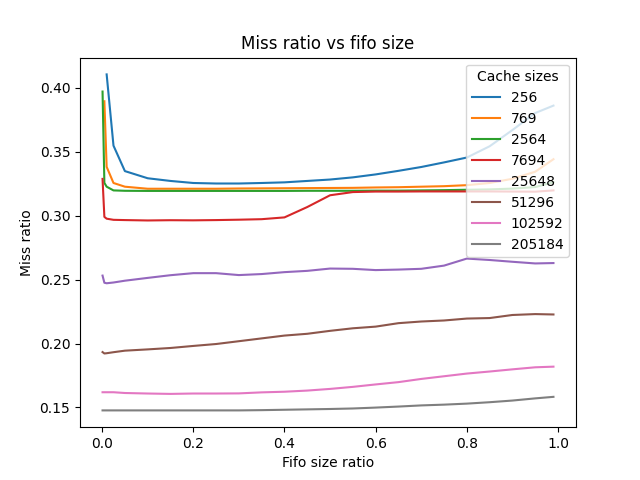 Miss ratio vs fifo size
Cache sizes
256
769
2564
7694
25648
51296
102592
205184
Miss ratio
0.40
0.35
0.30
0.25
0.20
0.15
0.0 0.2 0.4 0.6 0.8 1.0
Fifo size ratio